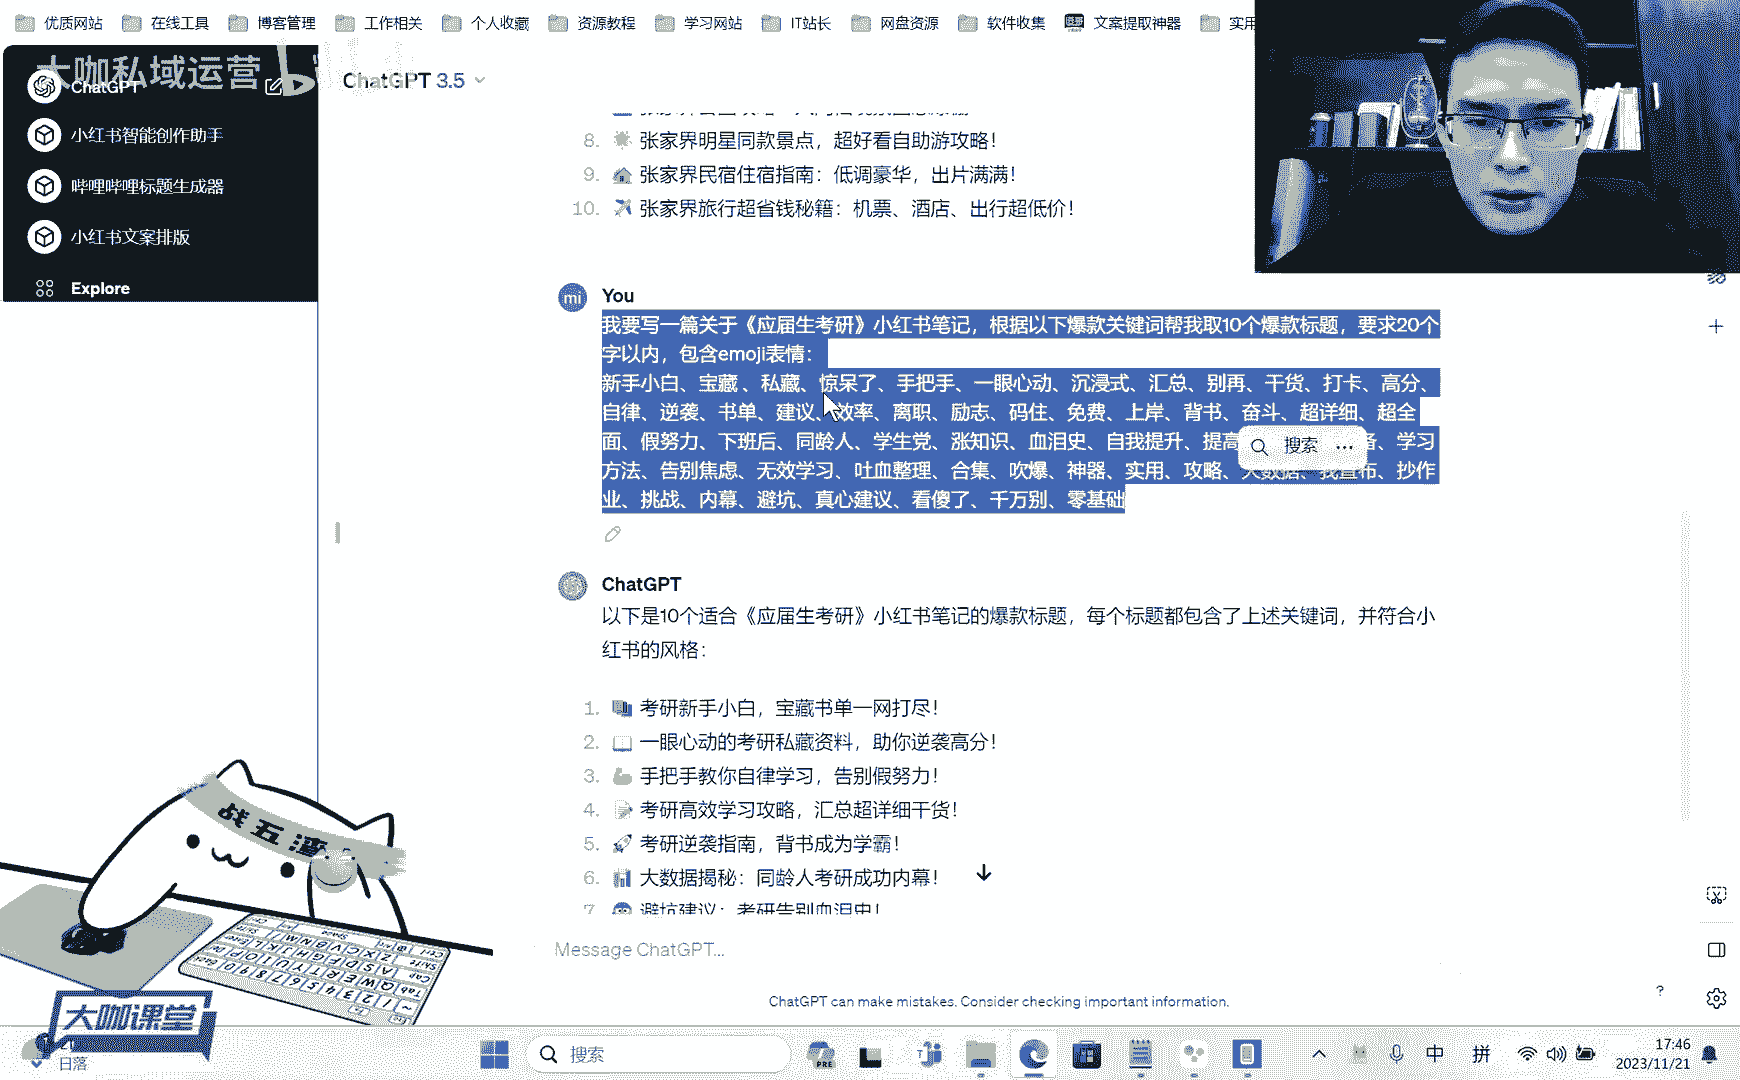 优质网站 在线工具 博客管理 工作相关 个人收藏 资源教程 学习网站 IT站长 网盘资源 软件收集 文案提取神器 实用
大咖私域运营
ChatGPT
ChatGPT 3.5
小红书智能创作助手
哔哩哔哩标题生成器
小红书文案排版
Explore
8. 张家界明星同款景点，超好看自助游攻略！
9. 张家界民宿住宿指南：低调豪华，出片满满！
10. 张家界旅行超省钱秘籍：机票、酒店、出行超低价！
mi
You
我要写一篇关于《应届生考研》小红书笔记，根据以下爆款关键词帮我取10个爆款标题，要求20个
字以内，包含emoji表情：
新手小白、宝藏 、私藏、惊呆了、手把手、一眼心动、沉浸式、汇总、别再、干货、打卡、高分、
自律、逆袭、书单、建议、效率、离职、励志、码住、免费、上岸、背书、奋斗、超详细、超全
面、假努力、下班后、同龄人、学生党、涨知识、血泪史、自我提升、提高 、学习
搜索 ···
方法、告别焦虑、无效学习、吐血整理、合集、吹爆、神器、实用、攻略、大数据、我宣布、抄作
业、挑战、内幕、避坑、真心建议、看傻了、千万别、零基础
ChatGPT
以下是10个适合《应届生考研》小红书笔记的爆款标题，每个标题都包含了上述关键词，并符合小
红书的风格：
1. 考研新手小白，宝藏书单一网打尽！
2. 一眼心动的考研私藏资料，助你逆袭高分！
3. 手把手教你自律学习，告别假努力！
4. 考研高效学习攻略，汇总超详细干货！
5. 考研逆袭指南，背书成为学霸！
6. 大数据揭秘：同龄人考研成功内幕！
7. 避坑建议：考研告别血泪史！
Message ChatGPT...
ChatGPT can make mistakes. Consider checking important information.
?
战五渣
大咖课堂
日落
搜索
PRE
中
拼
17:46
2023/11/21